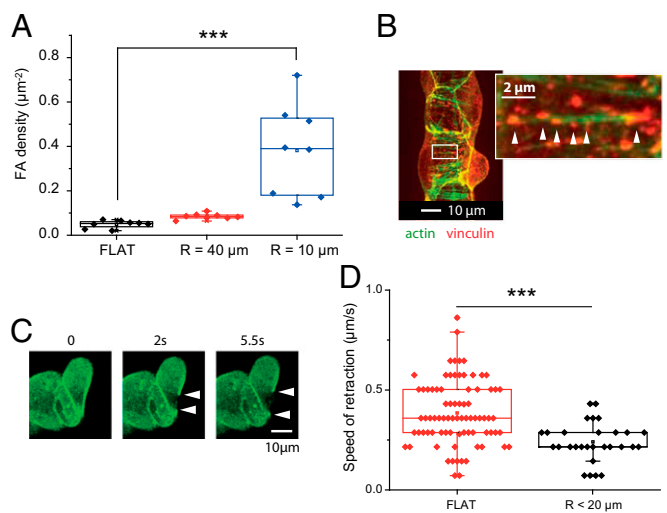 A
***
FA density (µm⁻²)
0.8
0.6
0.4
0.2
0.0
FLAT
R = 40 µm
R = 10 µm
B
2 µm
10 µm
actin vinculin
C
0
2s
5.5s
10µm
D
***
Speed of retraction (µm/s)
1.0
0.5
0.0
FLAT
R < 20 µm